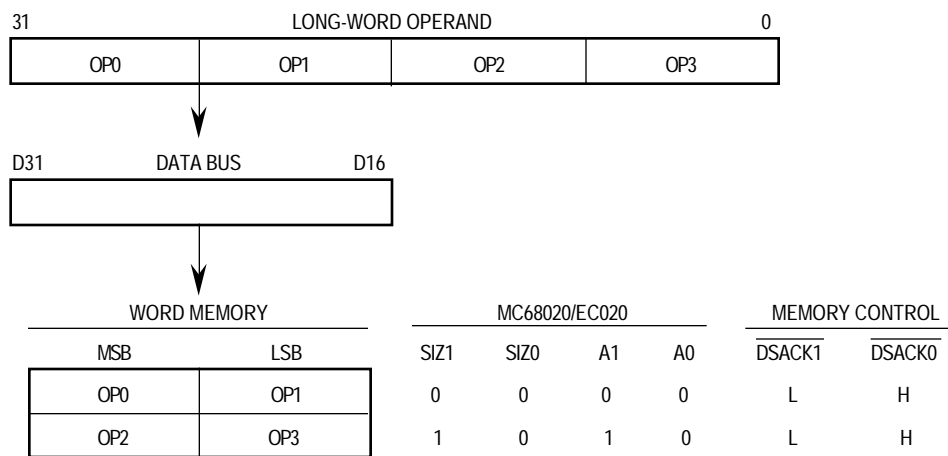 31 LONG-WORD OPERAND 0
OP0 OP1 OP2 OP3
D31 DATA BUS D16
WORD MEMORY MC68020/EC020 MEMORY CONTROL
MSB LSB SIZ1 SIZ0 A1 A0 DSACK1 DSACK0
OP0 OP1 0 0 0 0 L H
OP2 OP3 1 0 1 0 L H